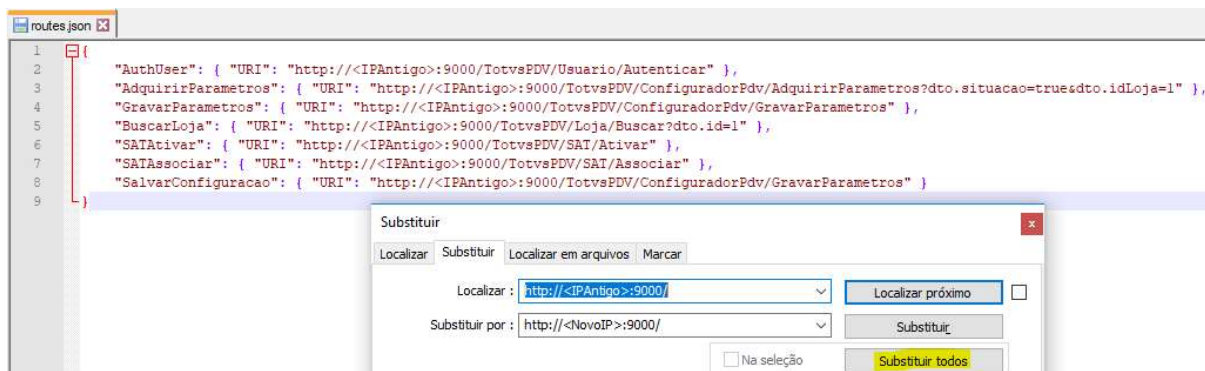 routes.json
1 {
2 "AuthUser": { "URI": "http://<IPAntigo>:9000/TotvsPDV/Usuario/Autenticar" },
3 "AdquirirParametros": { "URI": "http://<IPAntigo>:9000/TotvsPDV/ConfiguradorPdv/AdquirirParametros?dto.situacao=true&dto.idLoja=1" },
4 "GravarParametros": { "URI": "http://<IPAntigo>:9000/TotvsPDV/ConfiguradorPdv/GravarParametros" },
5 "BuscarLoja": { "URI": "http://<IPAntigo>:9000/TotvsPDV/Loja/Buscar?dto.id=1" },
6 "SATAtivar": { "URI": "http://<IPAntigo>:9000/TotvsPDV/SAT/Ativar" },
7 "SATAssociar": { "URI": "http://<IPAntigo>:9000/TotvsPDV/SAT/Associar" },
8 "SalvarConfiguracao": { "URI": "http://<IPAntigo>:9000/TotvsPDV/ConfiguradorPdv/GravarParametros" }
9 }
Substituir x
Localizar Substituir Localizar em arquivos Marcar
Localizar : http://<IPAntigo>:9000/ Localizar próximo
Substituir por : http://<NovoIP>:9000/ Substituir
Na seleção Substituir todos